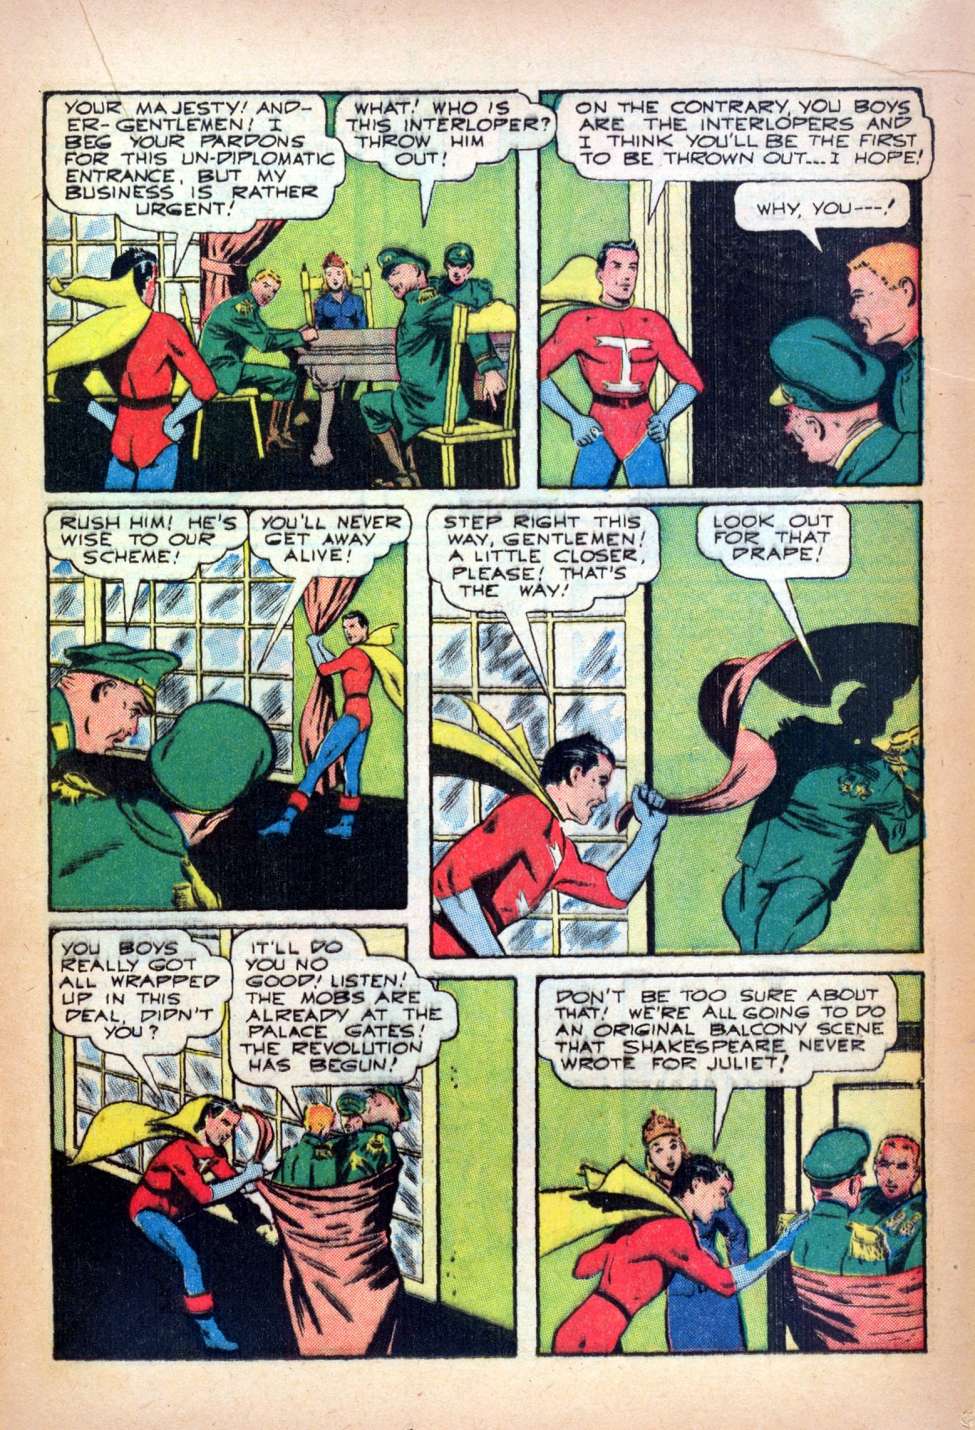 YOUR MAJESTY! AND-
ER-GENTLEMEN! I
BEG YOUR PARDONS
FOR THIS UN-DIPLOMATIC
ENTRANCE, BUT MY
BUSINESS IS RATHER
URGENT!
WHAT! WHO IS
THIS INTERLOPER?
THROW HIM
OUT!
ON THE CONTRARY, YOU BOYS
ARE THE INTERLOPERS AND
I THINK YOU'LL BE THE FIRST
TO BE THROWN OUT...I HOPE!
WHY, YOU---!
I
RUSH HIM! HE'S
WISE TO OUR
SCHEME!
YOU'LL NEVER
GET AWAY
ALIVE!
STEP RIGHT THIS
WAY, GENTLEMEN!
A LITTLE CLOSER,
PLEASE! THAT'S
THE WAY!
LOOK OUT
FOR THAT
DRAPE!
YOU BOYS
REALLY GOT
ALL WRAPPED
UP IN THIS
DEAL, DIDN'T
YOU?
IT'LL DO
YOU NO
GOOD! LISTEN!
THE MOBS ARE
ALREADY AT THE
PALACE GATES!
THE REVOLUTION
HAS BEGUN!
DON'T BE TOO SURE ABOUT
THAT! WE'RE ALL GOING TO DO
AN ORIGINAL BALCONY SCENE
THAT SHAKESPEARE NEVER
WROTE FOR JULIET!